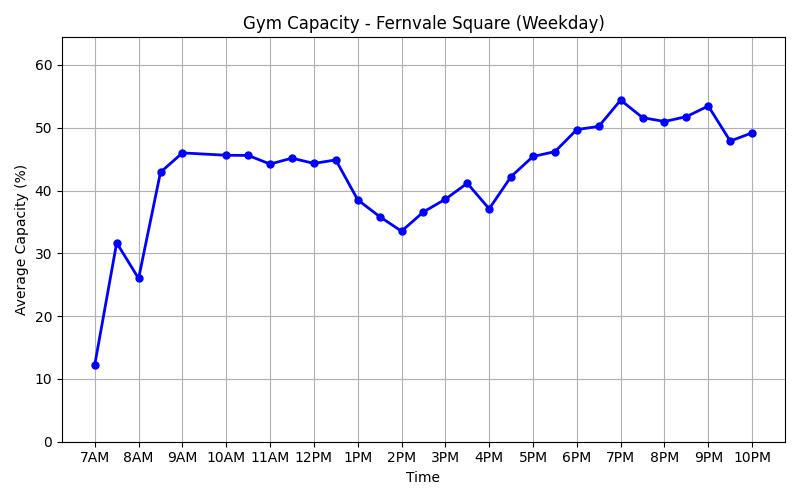 Gym Capacity - Fernvale Square (Weekday)
Average Capacity (%)
60
50
40
30
20
10
0
7AM 8AM 9AM 10AM 11AM 12PM 1PM 2PM 3PM 4PM 5PM 6PM 7PM 8PM 9PM 10PM
Time